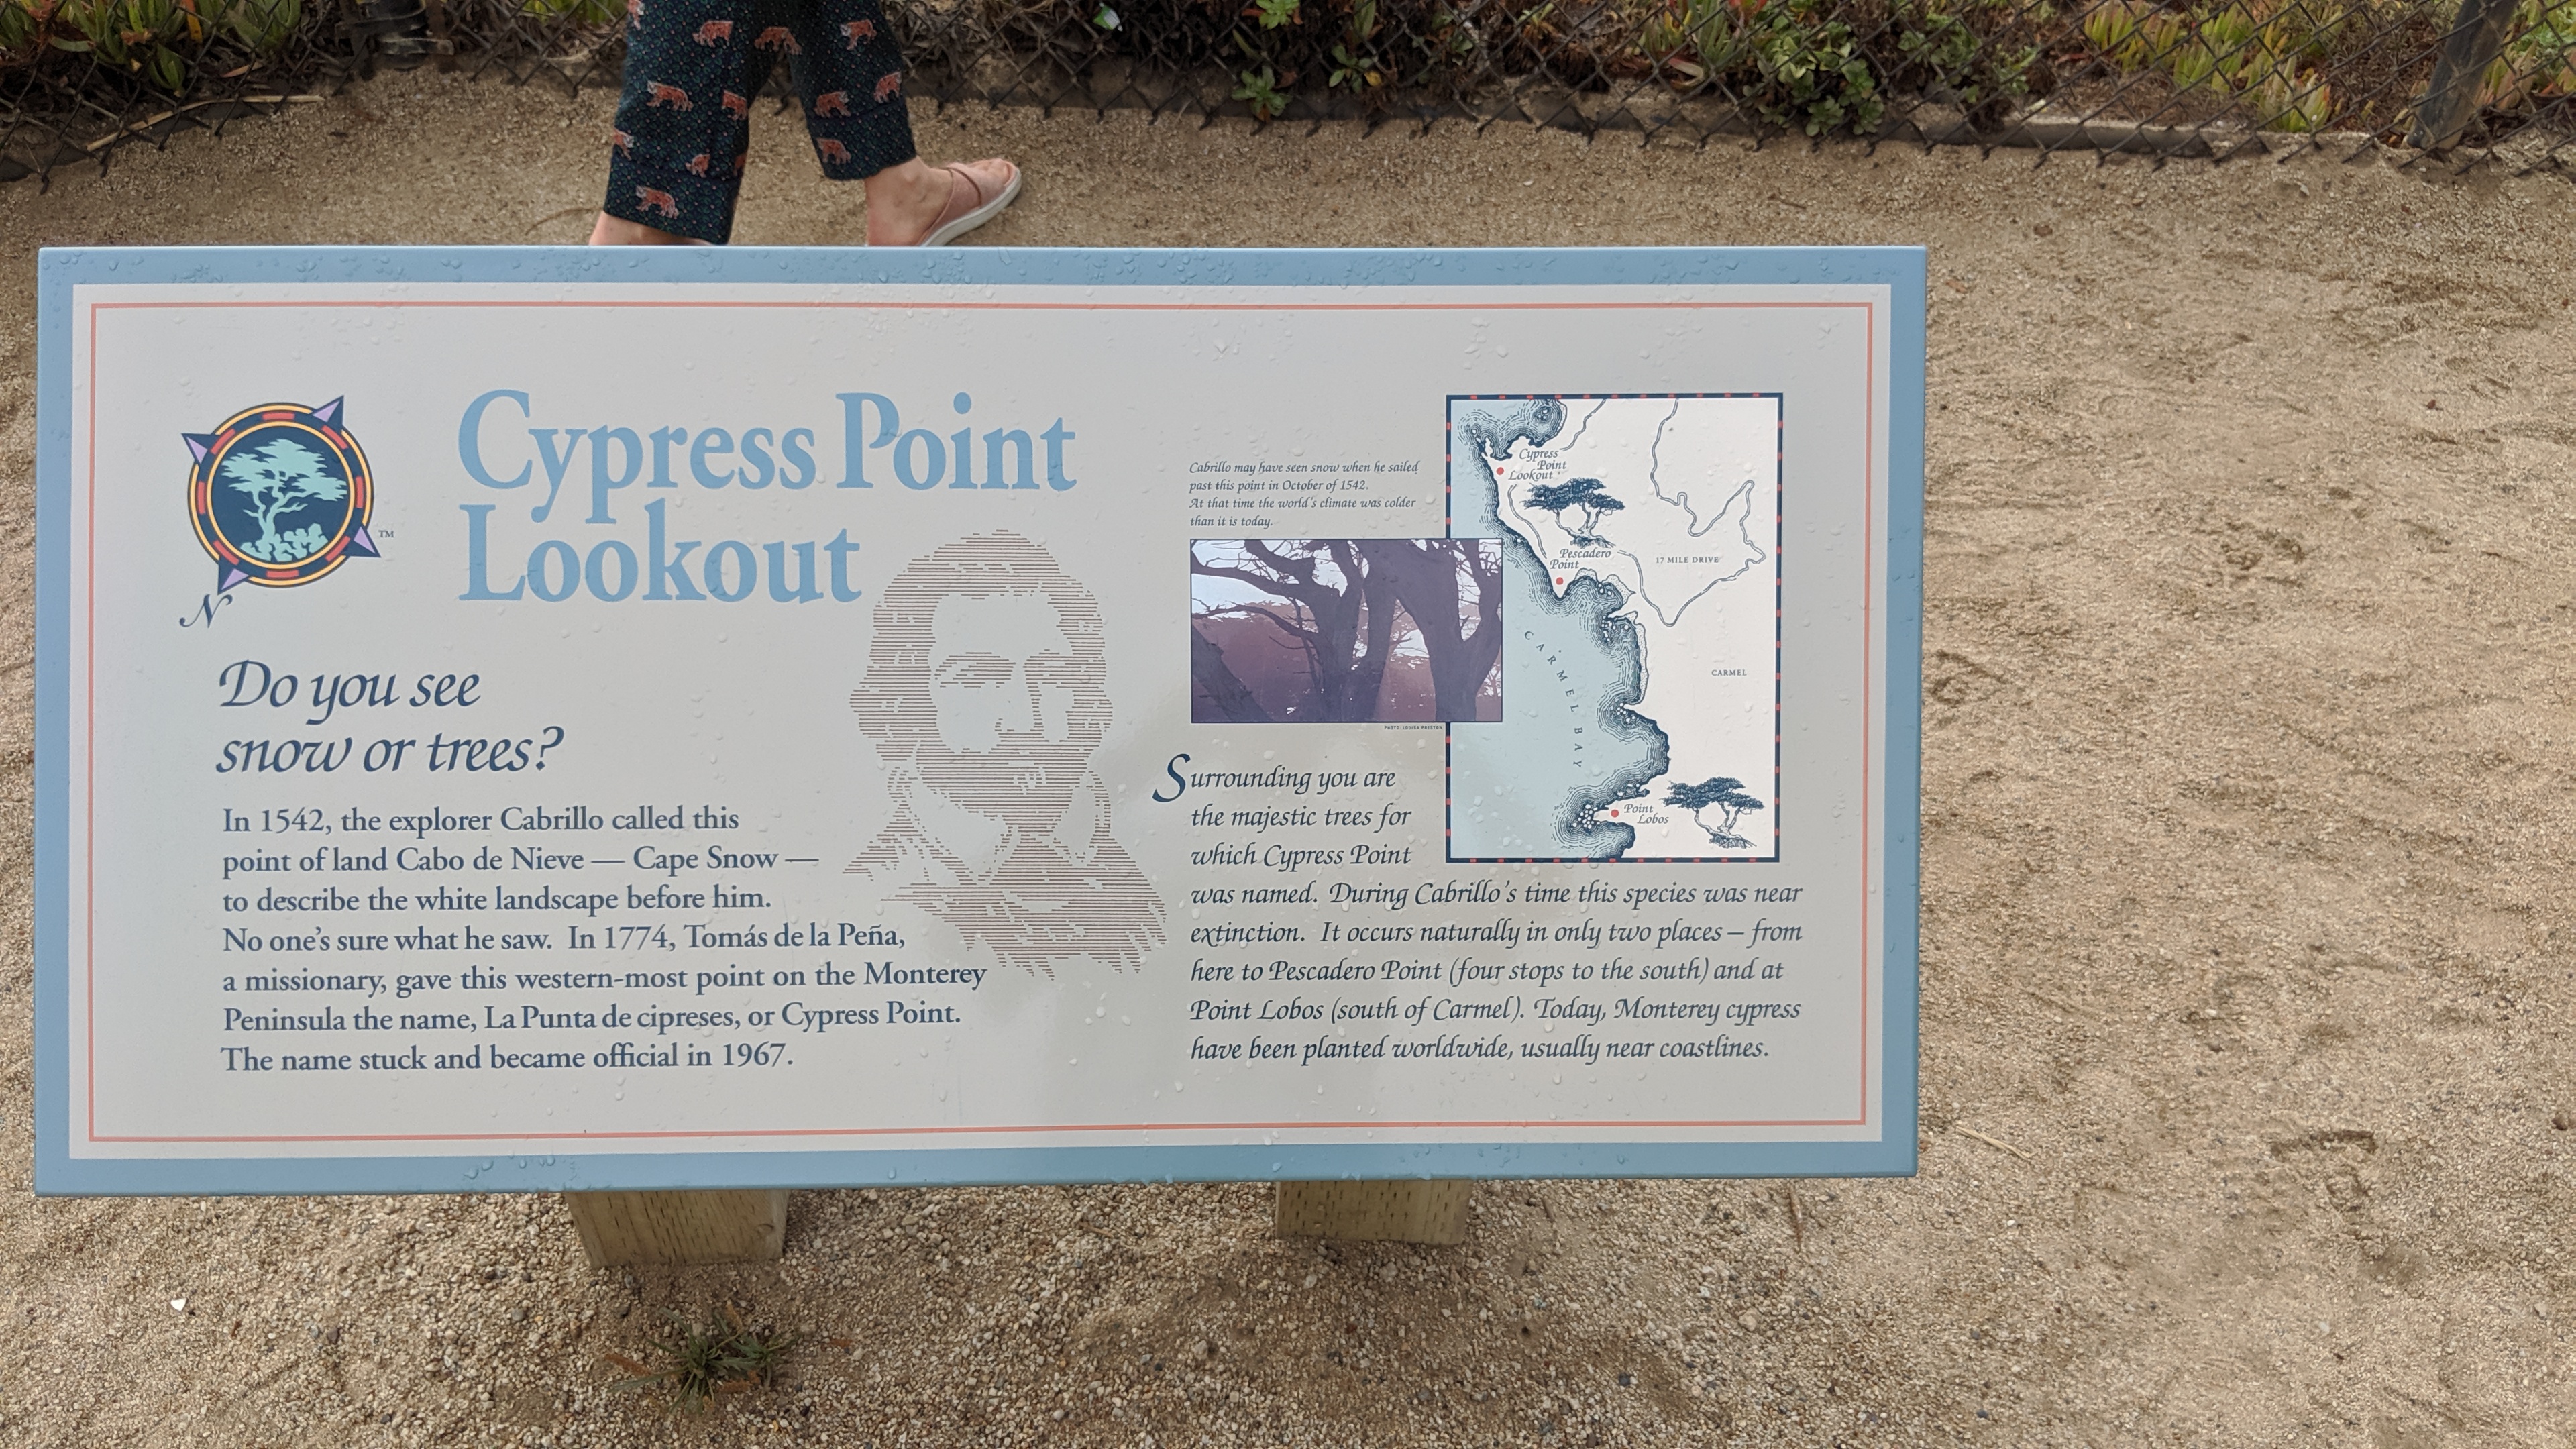 Cypress Point
Lookout
TM
N
Do you see
snow or trees?
In 1542, the explorer Cabrillo called this
point of land Cabo de Nieve — Cape Snow —
to describe the white landscape before him.
No one's sure what he saw. In 1774, Tomás de la Peña,
a missionary, gave this western-most point on the Monterey
Peninsula the name, La Punta de cipreses, or Cypress Point.
The name stuck and became official in 1967.
Cabrillo may have seen snow when he sailed
past this point in October of 1542.
At that time the world's climate was colder
than it is today.
PHOTO: LOUISA PRESTON
Surrounding you are
the majestic trees for
which Cypress Point
was named. During Cabrillo's time this species was near
extinction. It occurs naturally in only two places – from
here to Pescadero Point (four stops to the south) and at
Point Lobos (south of Carmel). Today, Monterey cypress
have been planted worldwide, usually near coastlines.
Cypress
Point
Lookout
Pescadero
Point
17 MILE DRIVE
CARMEL BAY
CARMEL
Point
Lobos